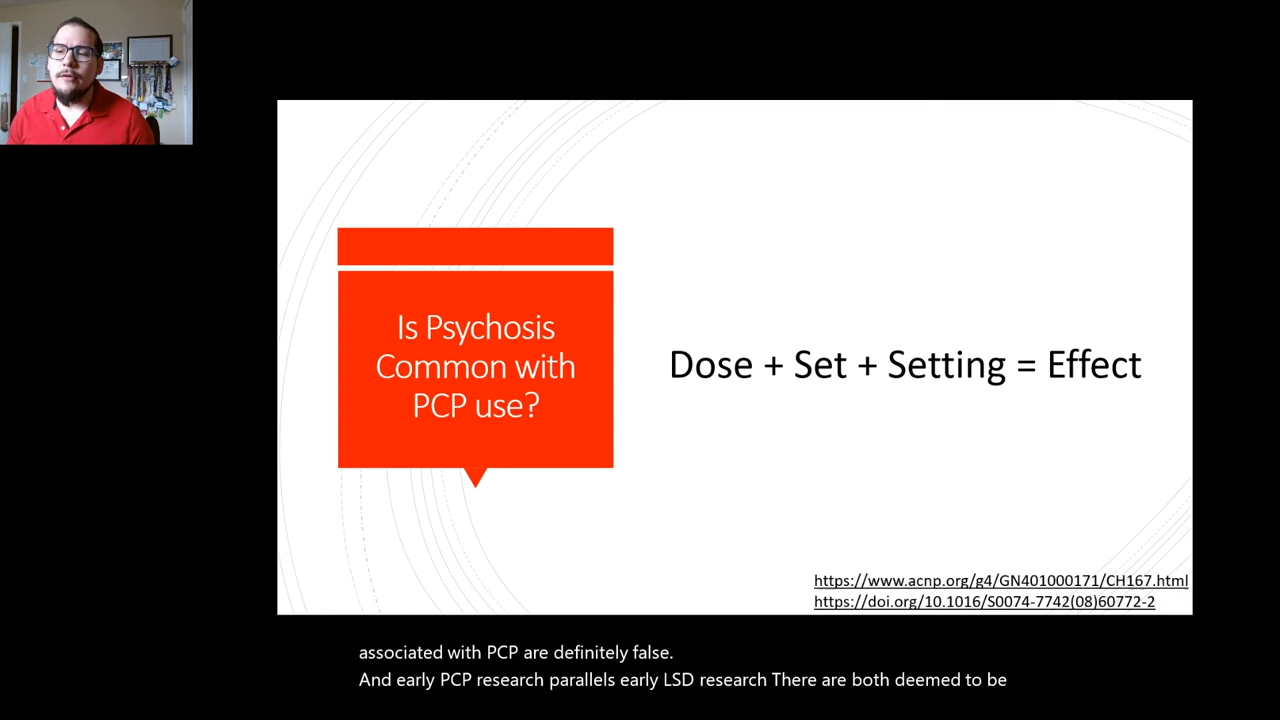 Is Psychosis
Common with
PCP use?
Dose + Set + Setting = Effect
https://www.acnp.org/g4/GN401000171/CH167.html
https://doi.org/10.1016/S0074-7742(08)60772-2
associated with PCP are definitely false.
And early PCP research parallels early LSD research There are both deemed to be